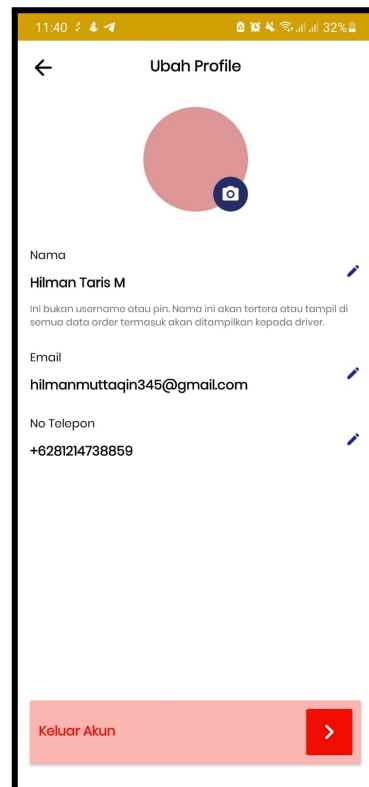 11:40 32%
Ubah Profile
Nama
Hilman Taris M
Ini bukan username atau pin. Nama ini akan tertera atau tampil di
semua data order termasuk akan ditampilkan kepada driver.
Email
hilmanmuttaqin345@gmail.com
No Telepon
+6281214738859
Keluar Akun